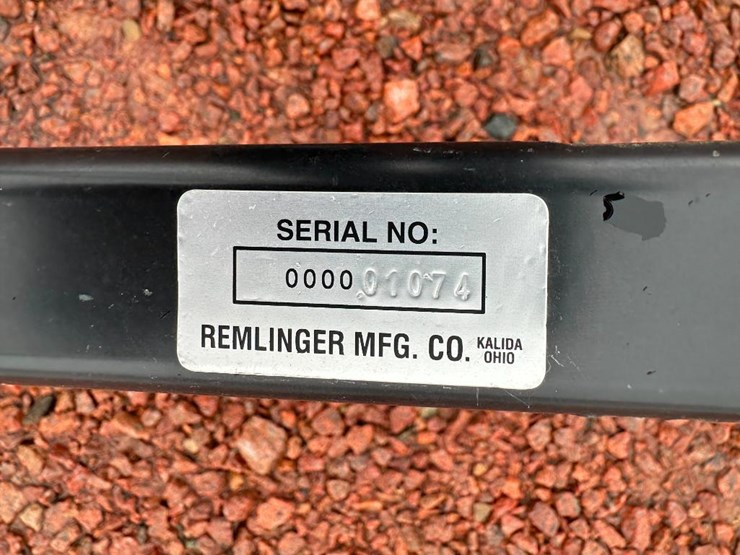 SERIAL NO:
000001074
REMLINGER MFG. CO. KALIDA
OHIO